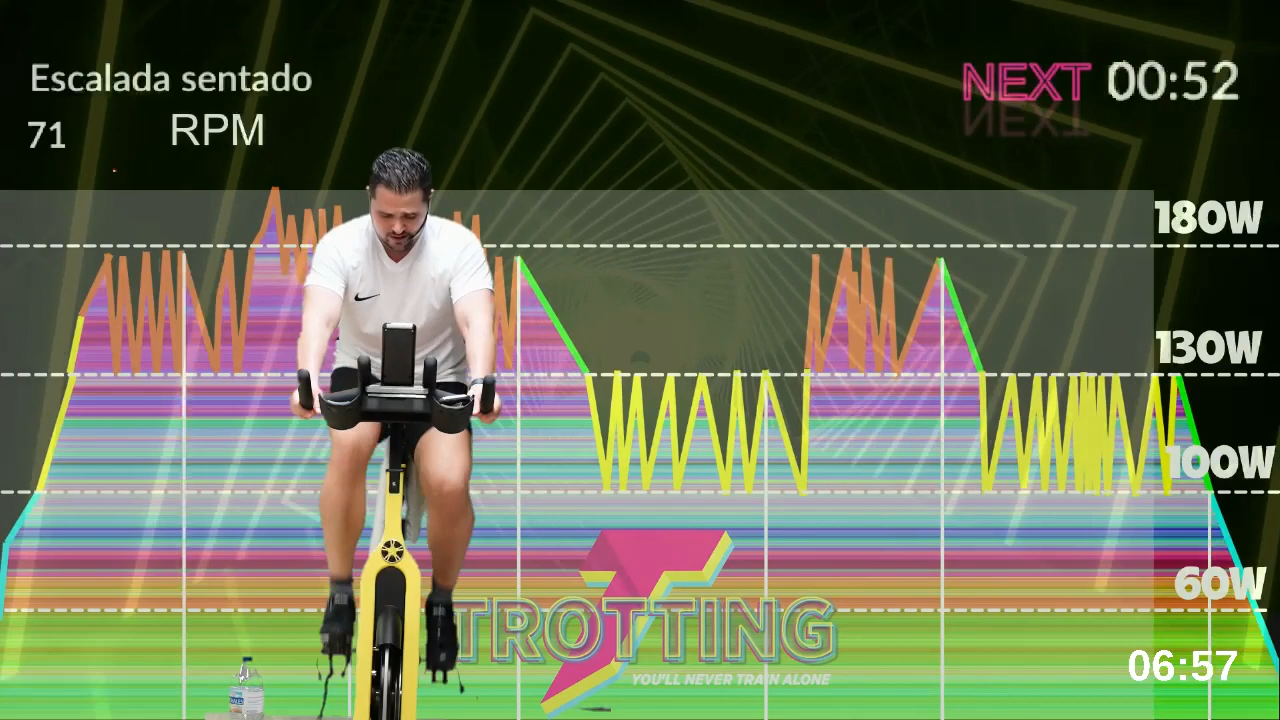 Escalada sentado
71 RPM
NEXT 00:52
180W
130W
100W
60W
TROTTING
YOU'LL NEVER TRAIN ALONE
06:57